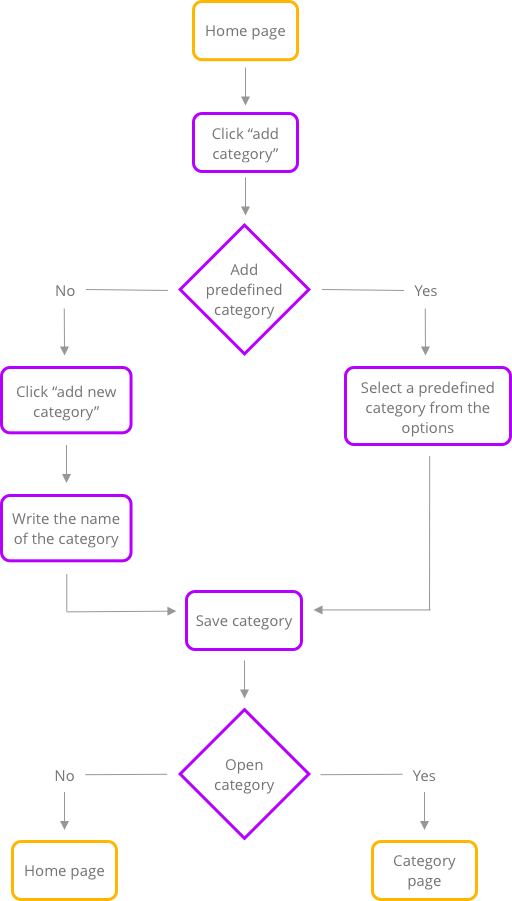 Home page
Click “add
category”
Add
predefined
category
No
Yes
Click “add new
category”
Select a predefined
category from the
options
Write the name
of the category
Save category
Open
category
No
Yes
Home page
Category
page